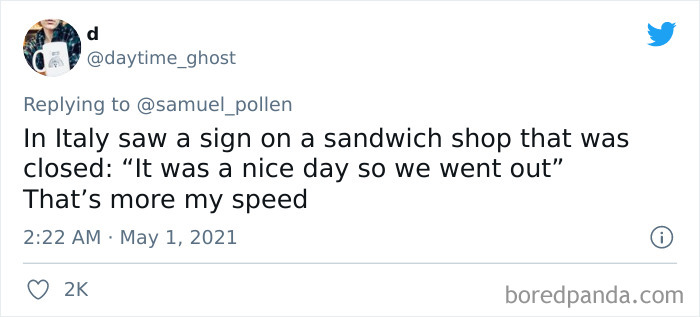 d
@daytime_ghost
Replying to @samuel_pollen
In Italy saw a sign on a sandwich shop that was
closed: “It was a nice day so we went out”
That’s more my speed
2:22 AM · May 1, 2021
2K
boredpanda.com